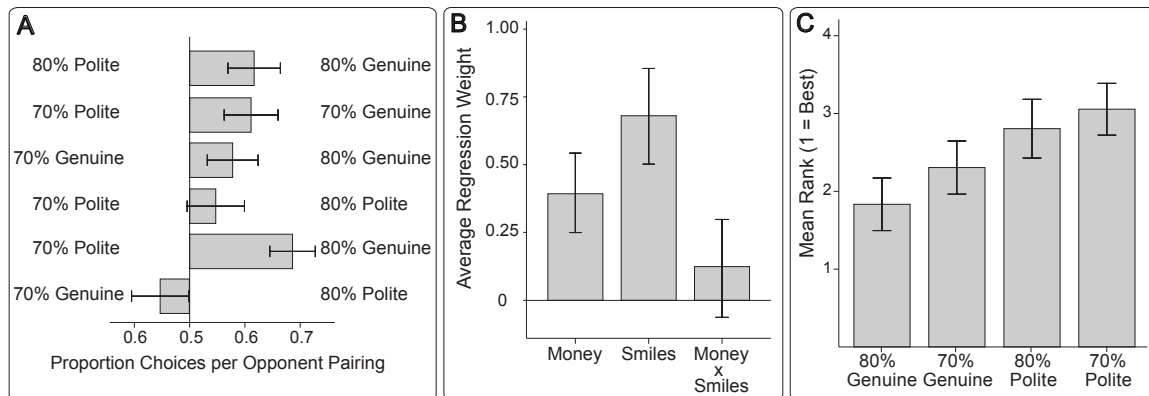 A
80% Polite
80% Genuine
70% Polite
70% Genuine
70% Genuine
80% Genuine
70% Polite
80% Polite
70% Polite
80% Genuine
70% Genuine
80% Polite
0.6
0.5
0.6
0.7
Proportion Choices per Opponent Pairing
B
Average Regression Weight
1.00
0.75
0.50
0.25
0
Money
Smiles
Money
x
Smiles
C
Mean Rank (1 = Best)
4
3
2
1
80%
Genuine
70%
Genuine
80%
Polite
70%
Polite